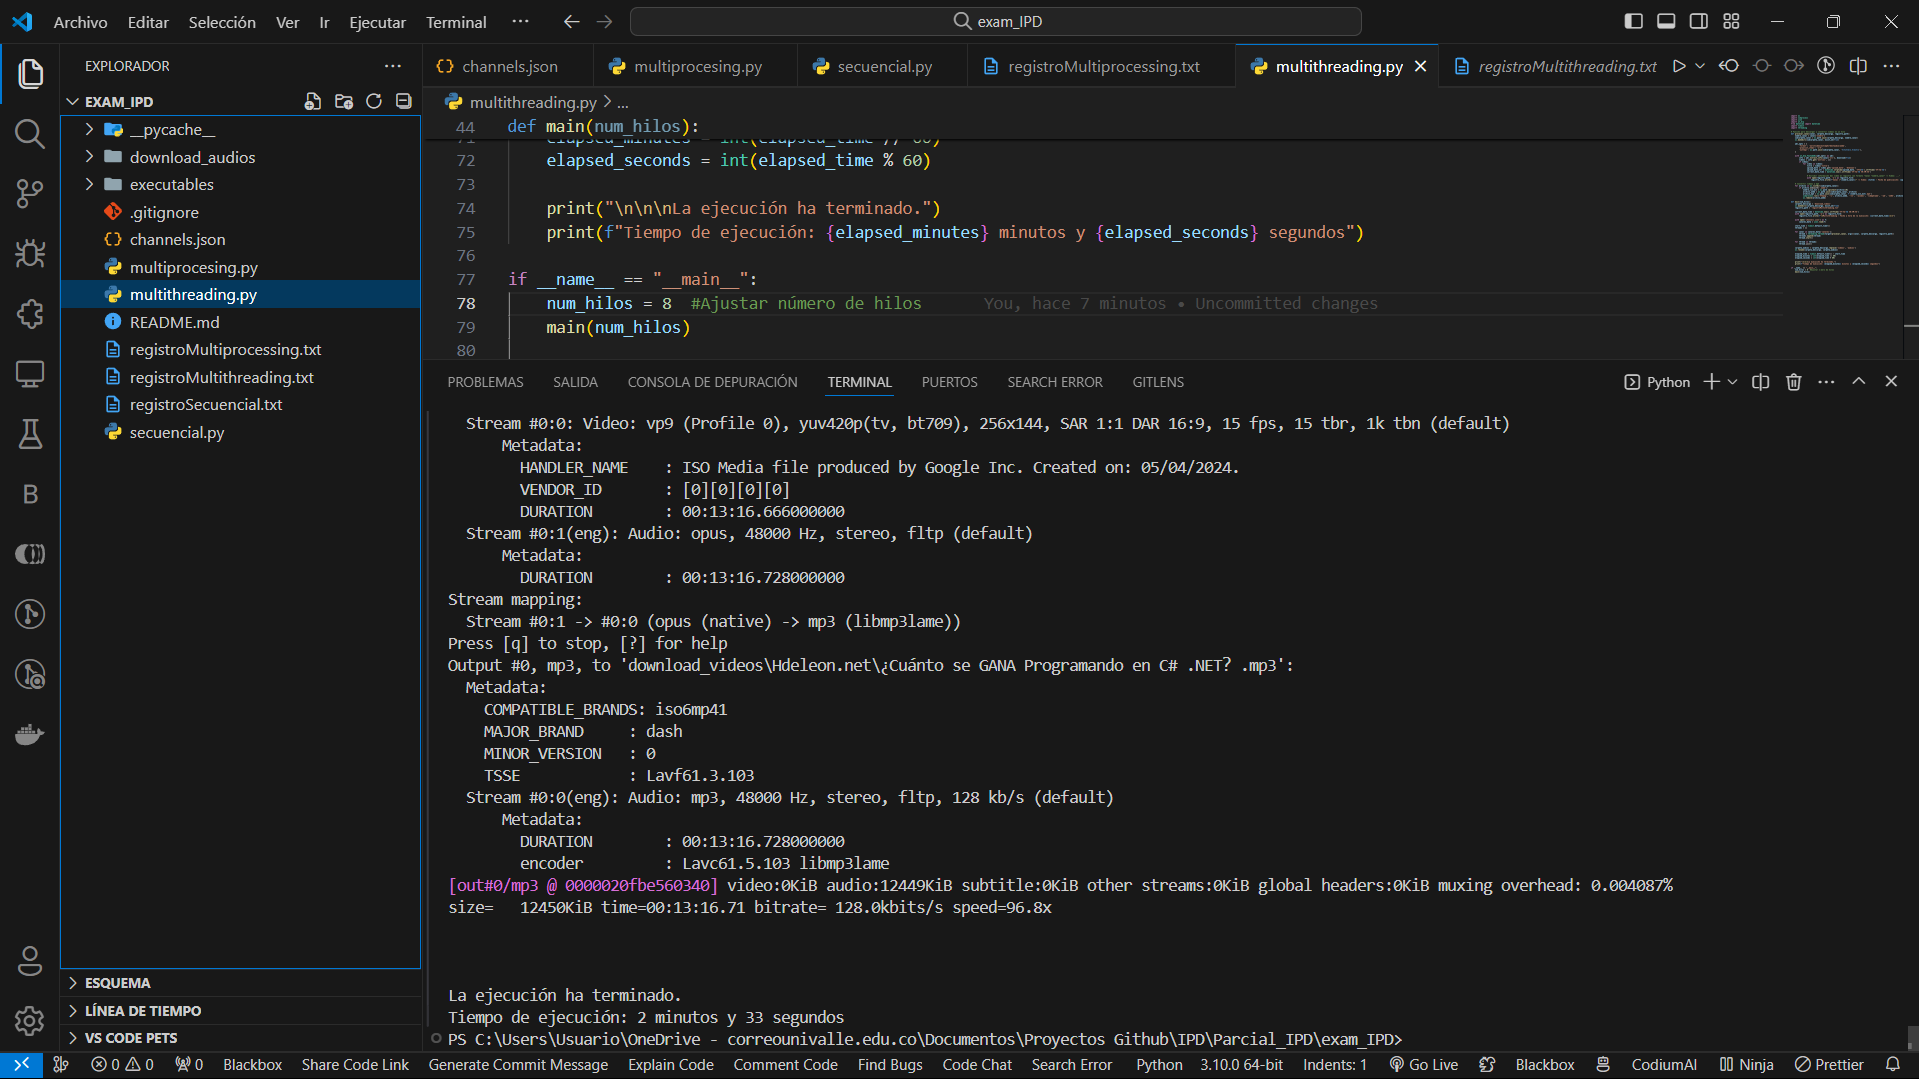 Archivo Editar Selección Ver Ir Ejecutar Terminal ··· exam_IPD
EXPLORADOR
EXAM_IPD
__pycache__
download_audios
executables
.gitignore
channels.json
multiprocesing.py
multithreading.py
README.md
registroMultiprocessing.txt
registroMultithreading.txt
registroSecuencial.txt
secuencial.py
ESQUEMA
LÍNEA DE TIEMPO
VS CODE PETS
channels.json multiprocesing.py secuencial.py registroMultiprocessing.txt multithreading.py registroMultithreading.txt
multithreading.py > ...
44 def main(num_hilos):
71 elapsed_minutes = int(elapsed_time // 60)
72 elapsed_seconds = int(elapsed_time % 60)
73
74 print("\n\n\nLa ejecución ha terminado.")
75 print(f"Tiempo de ejecución: {elapsed_minutes} minutos y {elapsed_seconds} segundos")
76
77 if __name__ == "__main__":
78 num_hilos = 8 #Ajustar número de hilos You, hace 7 minutos • Uncommitted changes
79 main(num_hilos)
80
PROBLEMAS SALIDA CONSOLA DE DEPURACIÓN TERMINAL PUERTOS SEARCH ERROR GITLENS Python
Stream #0:0: Video: vp9 (Profile 0), yuv420p(tv, bt709), 256x144, SAR 1:1 DAR 16:9, 15 fps, 15 tbr, 1k tbn (default)
Metadata:
HANDLER_NAME : ISO Media file produced by Google Inc. Created on: 05/04/2024.
VENDOR_ID : [0][0][0][0]
DURATION : 00:13:16.666000000
Stream #0:1(eng): Audio: opus, 48000 Hz, stereo, fltp (default)
Metadata:
DURATION : 00:13:16.728000000
Stream mapping:
Stream #0:1 -> #0:0 (opus (native) -> mp3 (libmp3lame))
Press [q] to stop, [?] for help
Output #0, mp3, to 'download_videos\Hdeleon.net\¿Cuánto se GANA Programando en C# .NET? .mp3':
Metadata:
COMPATIBLE_BRANDS: iso6mp41
MAJOR_BRAND : dash
MINOR_VERSION : 0
TSSE : Lavf61.3.103
Stream #0:0(eng): Audio: mp3, 48000 Hz, stereo, fltp, 128 kb/s (default)
Metadata:
DURATION : 00:13:16.728000000
encoder : Lavc61.5.103 libmp3lame
[out#0/mp3 @ 0000020fbe560340] video:0KiB audio:12449KiB subtitle:0KiB other streams:0KiB global headers:0KiB muxing overhead: 0.004087%
size= 12450KiB time=00:13:16.71 bitrate= 128.0kbits/s speed=96.8x
La ejecución ha terminado.
Tiempo de ejecución: 2 minutos y 33 segundos
PS C:\Users\Usuario\OneDrive - correounivalle.edu.co\Documentos\Proyectos Github\IPD\Parcial_IPD\exam_IPD>
0 0 0 Blackbox Share Code Link Generate Commit Message Explain Code Comment Code Find Bugs Code Chat Search Error Python 3.10.0 64-bit Indents: 1 Go Live Blackbox CodiumAI Ninja Prettier